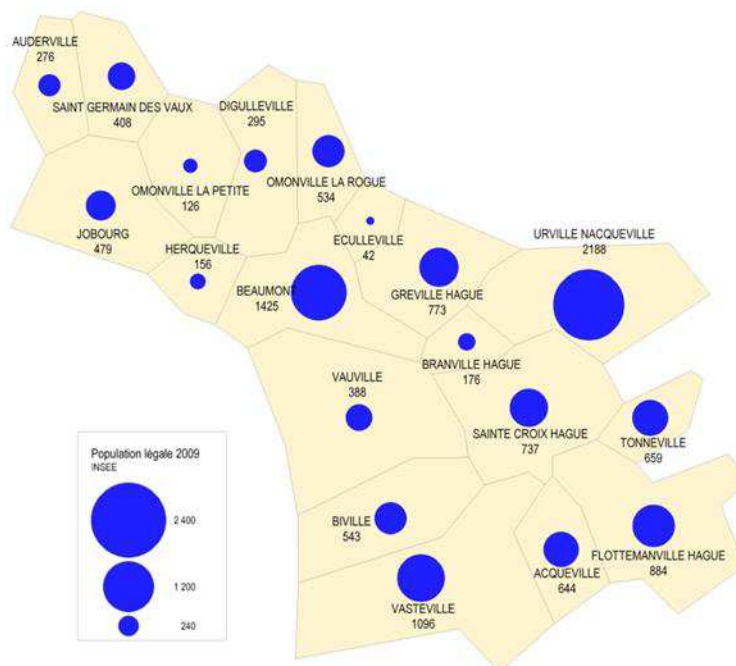 AUDERVILLE
276
SAINT GERMAIN DES VAUX
408
DIGULLEVILLE
295
OMONVILLE LA PETITE
126
OMONVILLE LA ROGUE
534
JOBOURG
479
HERQUEVILLE
156
ECULLEVILLE
42
URVILLE NACQUEVILLE
2188
BEAUMONT
1425
GREVILLE HAGUE
773
BRANVILLE HAGUE
176
VAUVILLE
388
SAINTE CROIX HAGUE
737
TONNEVILLE
659
BIVILLE
543
ACQUEVILLE
644
FLOTTEMANVILLE HAGUE
884
VASTEVILLE
1096
Population légale 2009
INSEE
2 400
1 200
240